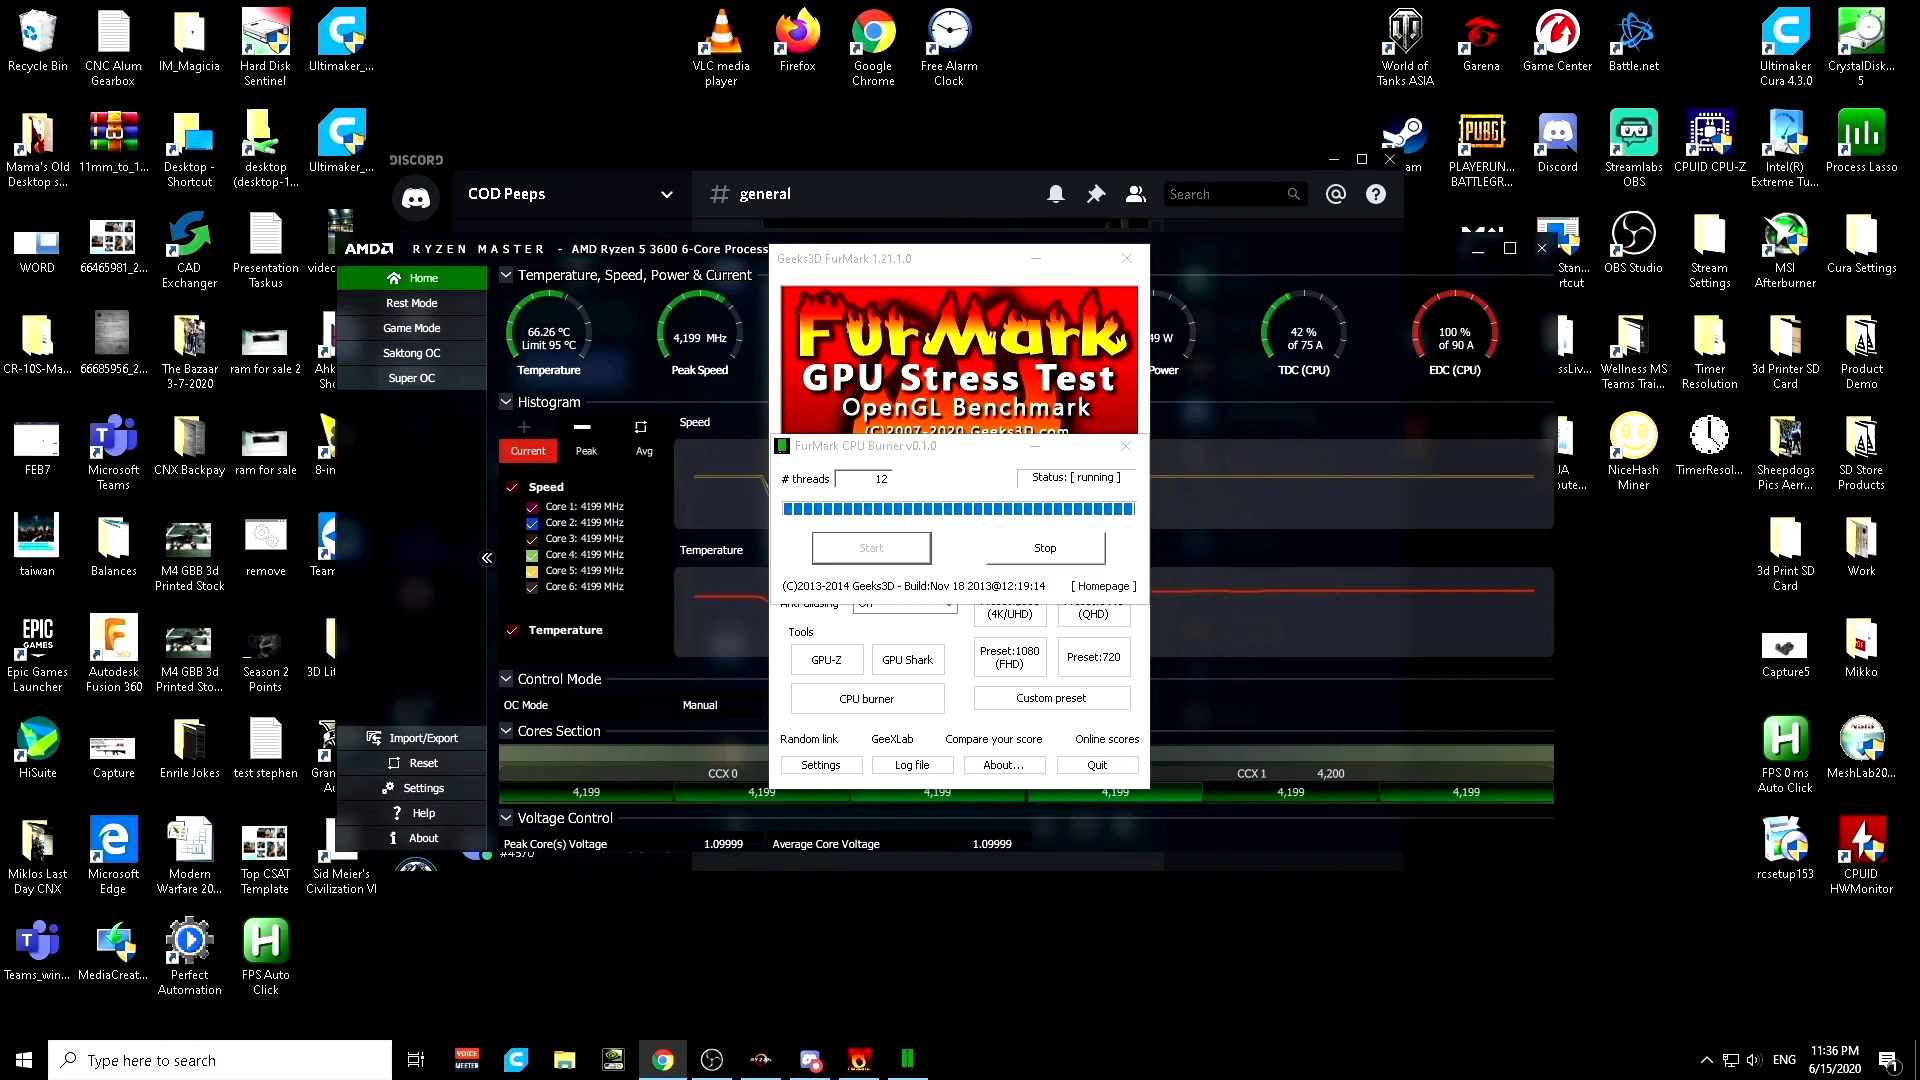 Recycle Bin
CNC Alum
Gearbox
IM_Magicia
Hard Disk
Sentinel
Ultimaker_...
VLC media
player
Firefox
Google
Chrome
Free Alarm
Clock
World of
Tanks ASIA
Garena
Game Center
Battle.net
Ultimaker
Cura 4.3.0
CrystalDisk...
5
Mama's Old
Desktop s...
11mm_to_1...
Desktop -
Shortcut
desktop
(desktop-1...
Ultimaker_...
PLAYERUN...
BATTLEGR...
Discord
Streamlabs
OBS
CPUID CPU-Z
Intel(R)
Extreme Tu...
Process Lasso
DISCORD
COD Peeps
# general
Search
WORD
66465981_2...
CAD
Exchanger
Presentation
Taskus
OBS Studio
Stream
Settings
MSI
Afterburner
Cura Settings
AMD RYZEN MASTER - AMD Ryzen 5 3600 6-Core Process
Home
Rest Mode
Game Mode
Saktong OC
Super OC
Temperature, Speed, Power & Current
66.26 °C
Limit 95 °C
Temperature
4,199 MHz
Peak Speed
49 W
Power
42 %
of 75 A
TDC (CPU)
100 %
of 90 A
EDC (CPU)
Histogram
Current
Peak
Avg
Speed
Speed
Core 1: 4199 MHz
Core 2: 4199 MHz
Core 3: 4199 MHz
Core 4: 4199 MHz
Core 5: 4199 MHz
Core 6: 4199 MHz
Temperature
Temperature
Control Mode
OC Mode
Manual
Cores Section
CCX 0
CCX 1
4,200
4,199
4,199
4,199
4,199
4,199
4,199
Voltage Control
Peak Core(s) Voltage
1.09999
Average Core Voltage
1.09999
Import/Export
Reset
Settings
Help
About
Geeks3D FurMark 1.21.1.0
FurMark
GPU Stress Test
OpenGL Benchmark
(C)2007-2020 Geeks3D.com
FurMark CPU Burner v0.1.0
# threads
12
Status: [ running ]
Start
Stop
(C)2013-2014 Geeks3D - Build:Nov 18 2013@12:19:14
[ Homepage ]
(4K/UHD)
(QHD)
Tools
GPU-Z
GPU Shark
Preset:1080
(FHD)
Preset:720
CPU burner
Custom preset
Random link
GeeXLab
Compare your score
Online scores
Settings
Log file
About...
Quit
CR-10S-Ma...
66685956_2...
The Bazaar
3-7-2020
ram for sale 2
Wellness MS
Teams Trai...
Timer
Resolution
3d Printer SD
Card
Product
Demo
FEB7
Microsoft
Teams
CNX Backpay
ram for sale
8-in
NiceHash
Miner
TimerResol...
Sheepdogs
Pics Aerr...
SD Store
Products
taiwan
Balances
M4 GBB 3d
Printed Stock
remove
Team
3d Print SD
Card
Work
Epic Games
Launcher
Autodesk
Fusion 360
M4 GBB 3d
Printed Sto...
Season 2
Points
3D Lit
Capture5
Mikko
HiSuite
Capture
Enrile Jokes
test stephen
FPS 0 ms
Auto Click
MeshLab20...
Miklos Last
Day CNX
Microsoft
Edge
Modern
Warfare 20...
Top CSAT
Template
Sid Meier's
Civilization VI
#4570
rcsetup153
CPUID
HWMonitor
Teams_win...
MediaCreat...
Perfect
Automation
FPS Auto
Click
Type here to search
ENG
11:36 PM
6/15/2020